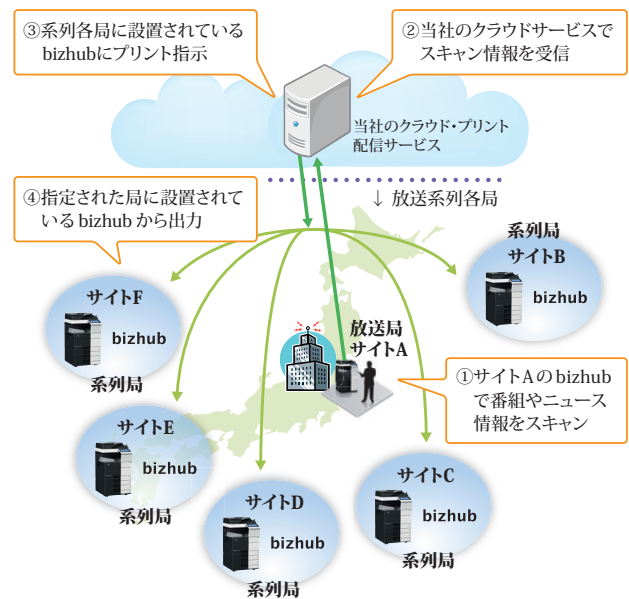 ③系列各局に設置されている
bizhubにプリント指示
②当社のクラウドサービスで
スキャン情報を受信
当社のクラウド・プリント
配信サービス
↓ 放送系列各局
④指定された局に設置されて
いる bizhub から出力
系列局
サイトB
bizhub
サイトF
bizhub
系列局
放送局
サイトA
①サイトAのbizhub
で番組やニュース
情報をスキャン
サイトE
bizhub
系列局
サイトC
bizhub
系列局
サイトD
bizhub
系列局